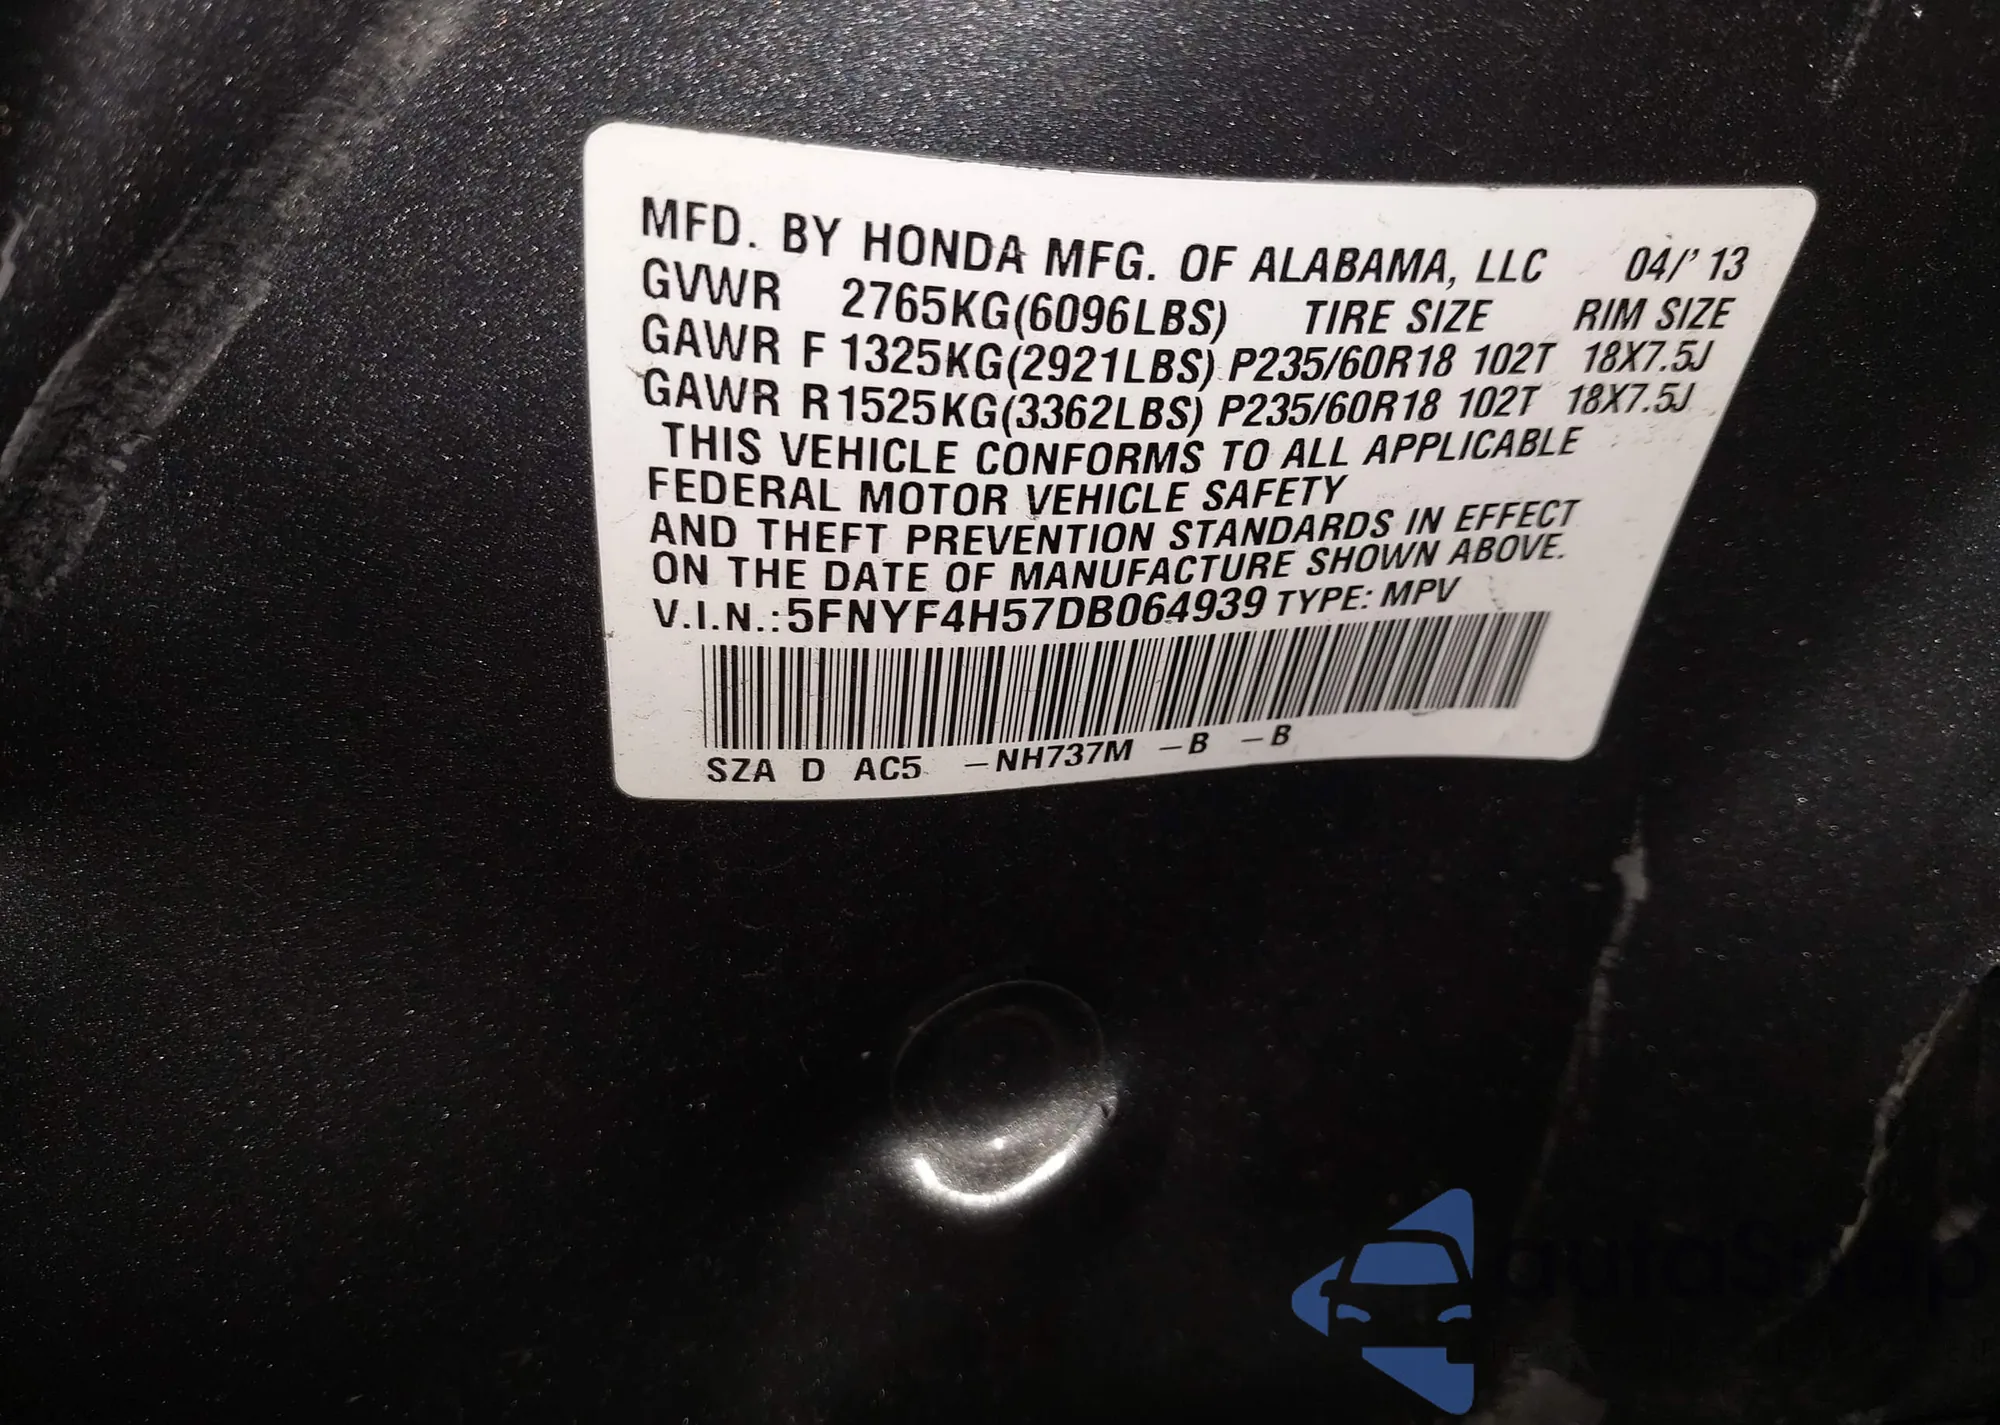 MFD. BY HONDA MFG. OF ALABAMA, LLC 04/'13
GVWR 2765KG(6096LBS) TIRE SIZE RIM SIZE
GAWR F 1325KG(2921LBS) P235/60R18 102T 18X7.5J
GAWR R 1525KG(3362LBS) P235/60R18 102T 18X7.5J
THIS VEHICLE CONFORMS TO ALL APPLICABLE
FEDERAL MOTOR VEHICLE SAFETY
AND THEFT PREVENTION STANDARDS IN EFFECT
ON THE DATE OF MANUFACTURE SHOWN ABOVE.
V.I.N.:5FNYF4H57DB064939 TYPE: MPV
SZA D AC5 -NH737M -B -B